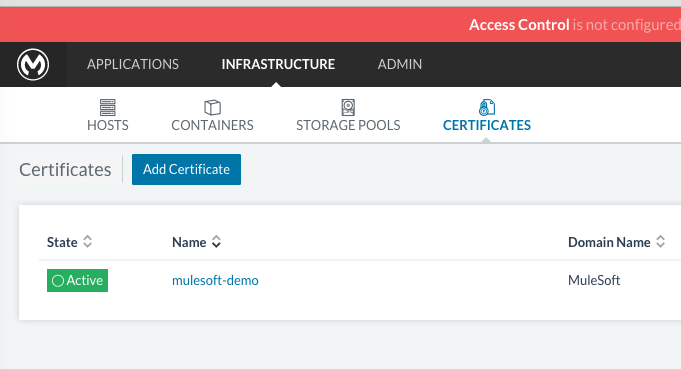 Access Control is not configured
APPLICATIONS INFRASTRUCTURE ADMIN
HOSTS CONTAINERS STORAGE POOLS CERTIFICATES
Certificates Add Certificate
State Name Domain Name
Active mulesoft-demo MuleSoft